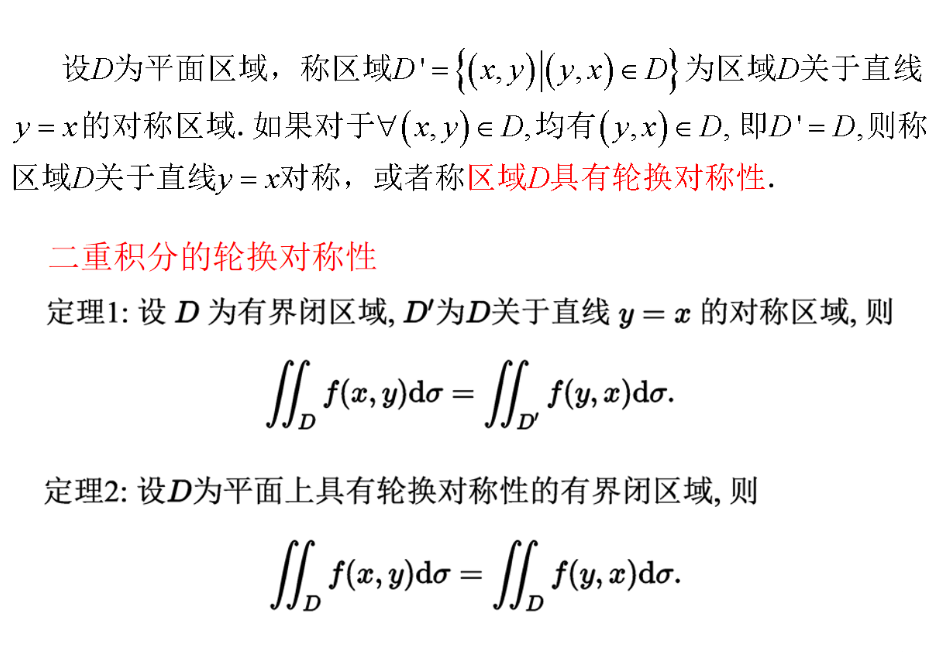 设D为平面区域，称区域D'={(x,y)|(y,x)∈D}为区域D关于直线
y=x的对称区域.如果对于∀(x,y)∈D,均有(y,x)∈D,即D'=D,则称
区域D关于直线y=x对称，或者称区域D具有轮换对称性.
二重积分的轮换对称性
定理1: 设 D 为有界闭区域, D′为D关于直线 y = x 的对称区域, 则
∬_D f(x, y)dσ = ∬_{D′} f(y, x)dσ.
定理2: 设D为平面上具有轮换对称性的有界闭区域, 则
∬_D f(x, y)dσ = ∬_D f(y, x)dσ.